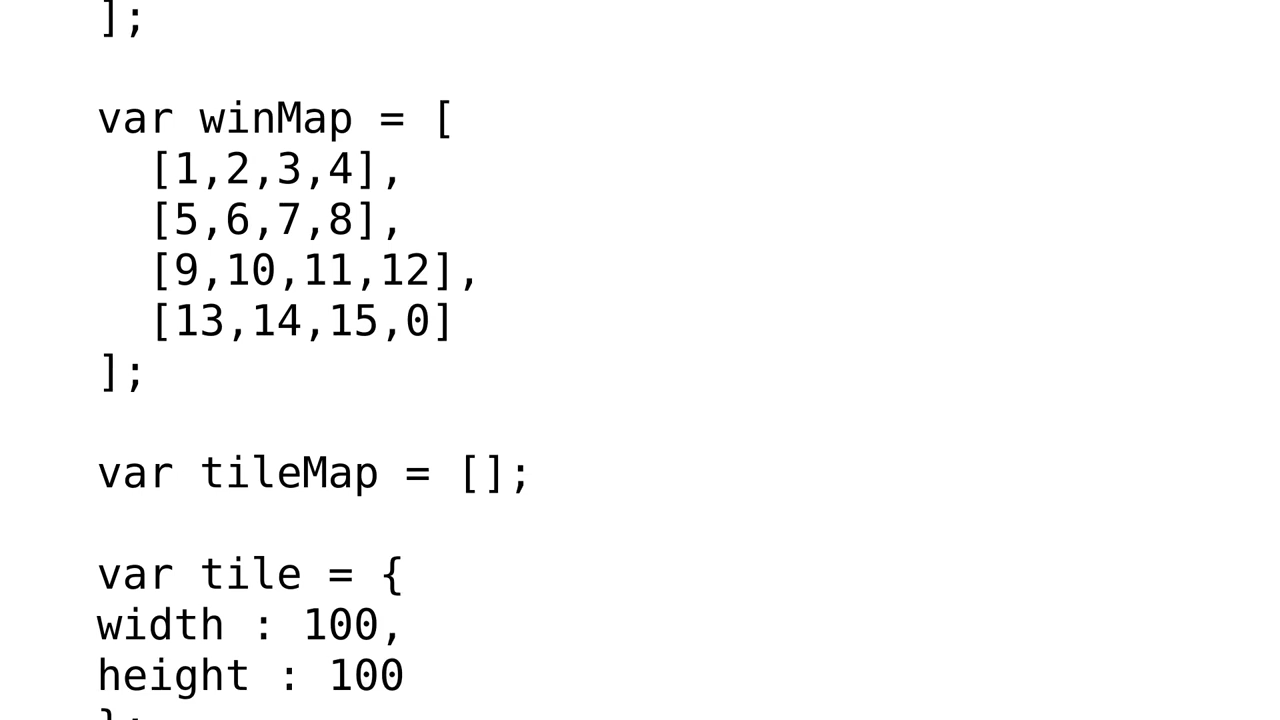 ];
var winMap = [
[1,2,3,4],
[5,6,7,8],
[9,10,11,12],
[13,14,15,0]
];
var tileMap = [];
var tile = {
width : 100,
height : 100
};